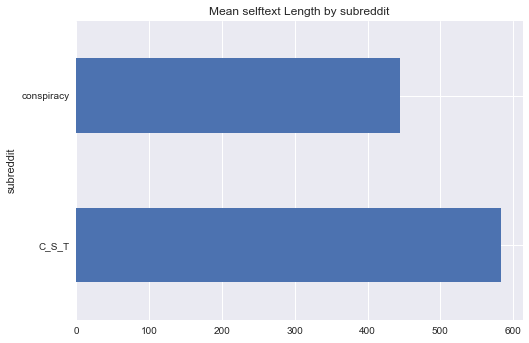 Mean selftext Length by subreddit
conspiracy
subreddit
C_S_T
0 100 200 300 400 500 600